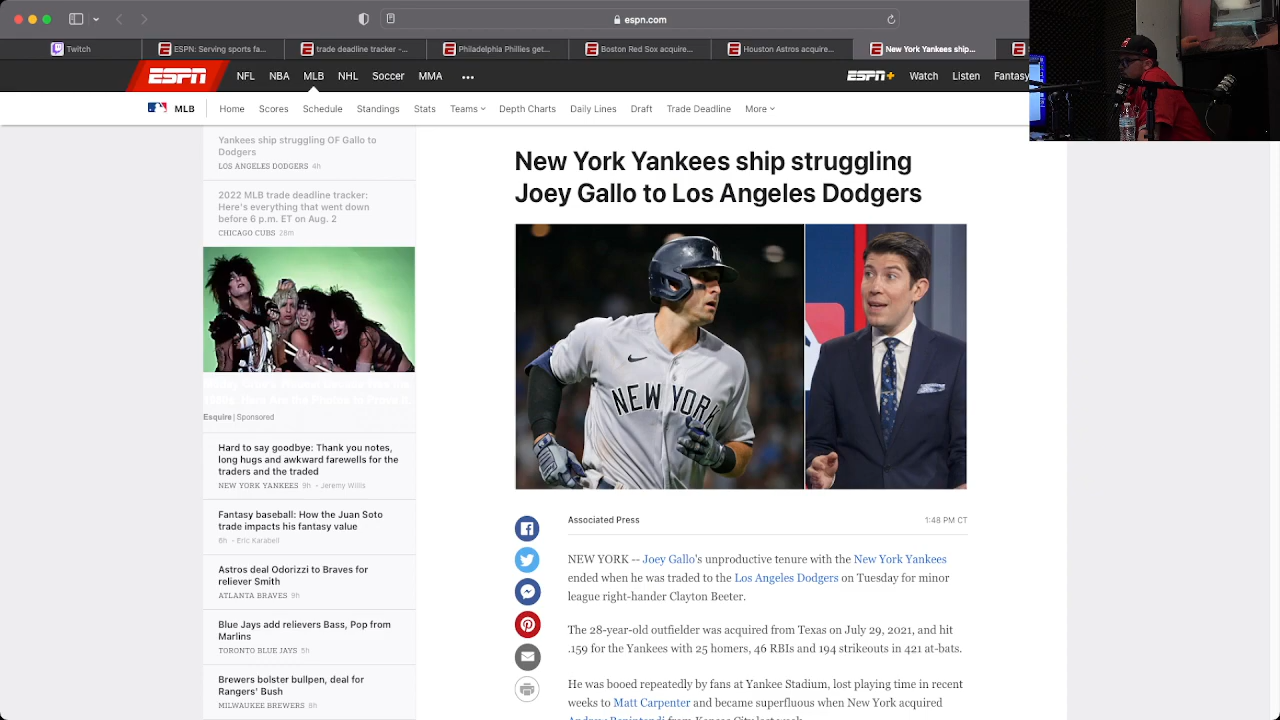 espn.com
Twitch
ESPN: Serving sports fa...
trade deadline tracker -...
Philadelphia Phillies get...
Boston Red Sox acquire...
Houston Astros acquire...
New York Yankees ship...
ESPN
NFL
NBA
MLB
NHL
Soccer
MMA
•••
ESPN+
Watch
Listen
Fantasy
MLB
Home
Scores
Schedule
Standings
Stats
Teams
Depth Charts
Daily Lines
Draft
Trade Deadline
More
Yankees ship struggling OF Gallo to
Dodgers
LOS ANGELES DODGERS 4h
2022 MLB trade deadline tracker:
Here's everything that went down
before 6 p.m. ET on Aug. 2
CHICAGO CUBS 28m
Esquire | Sponsored
Hard to say goodbye: Thank you notes,
long hugs and awkward farewells for the
traders and the traded
NEW YORK YANKEES 9h - Jeremy Willis
Fantasy baseball: How the Juan Soto
trade impacts his fantasy value
6h - Eric Karabell
Astros deal Odorizzi to Braves for
reliever Smith
ATLANTA BRAVES 9h
Blue Jays add relievers Bass, Pop from
Marlins
TORONTO BLUE JAYS 5h
Brewers bolster bullpen, deal for
Rangers' Bush
MILWAUKEE BREWERS 8h
New York Yankees ship struggling
Joey Gallo to Los Angeles Dodgers
NEW YORK
Associated Press
1:48 PM CT
NEW YORK -- Joey Gallo's unproductive tenure with the New York Yankees
ended when he was traded to the Los Angeles Dodgers on Tuesday for minor
league right-hander Clayton Beeter.
The 28-year-old outfielder was acquired from Texas on July 29, 2021, and hit
.159 for the Yankees with 25 homers, 46 RBIs and 194 strikeouts in 421 at-bats.
He was booed repeatedly by fans at Yankee Stadium, lost playing time in recent
weeks to Matt Carpenter and became superfluous when New York acquired
Andrew Benintendi from Kansas City last week.